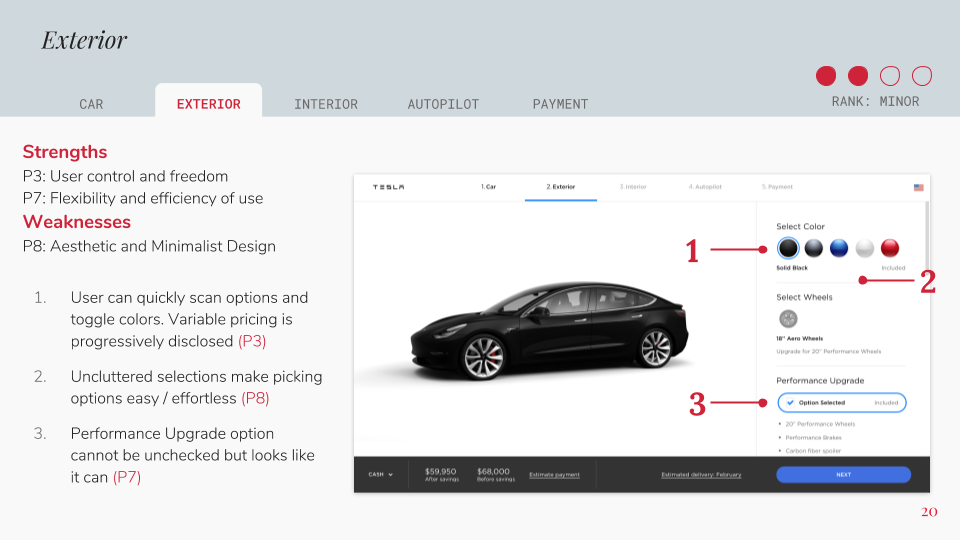 Exterior
CAR
EXTERIOR
INTERIOR
AUTOPILOT
PAYMENT
RANK: MINOR
Strengths
P3: User control and freedom
P7: Flexibility and efficiency of use
Weaknesses
P8: Aesthetic and Minimalist Design
1. User can quickly scan options and
toggle colors. Variable pricing is
progressively disclosed (P3)
2. Uncluttered selections make picking
options easy / effortless (P8)
3. Performance Upgrade option
cannot be unchecked but looks like
it can (P7)
TESLA
1. Car
2. Exterior
3. Interior
4. Autopilot
5. Payment
Select Color
1
Solid Black
Included
2
Select Wheels
18" Aero Wheels
Upgrade for 20" Performance Wheels
Performance Upgrade
3
Option Selected
Included
• 20" Performance Wheels
• Performance Brakes
• Carbon fiber spoiler
CASH
$59,950
After savings
$68,000
Before savings
Estimate payment
Estimated delivery: February
NEXT
20